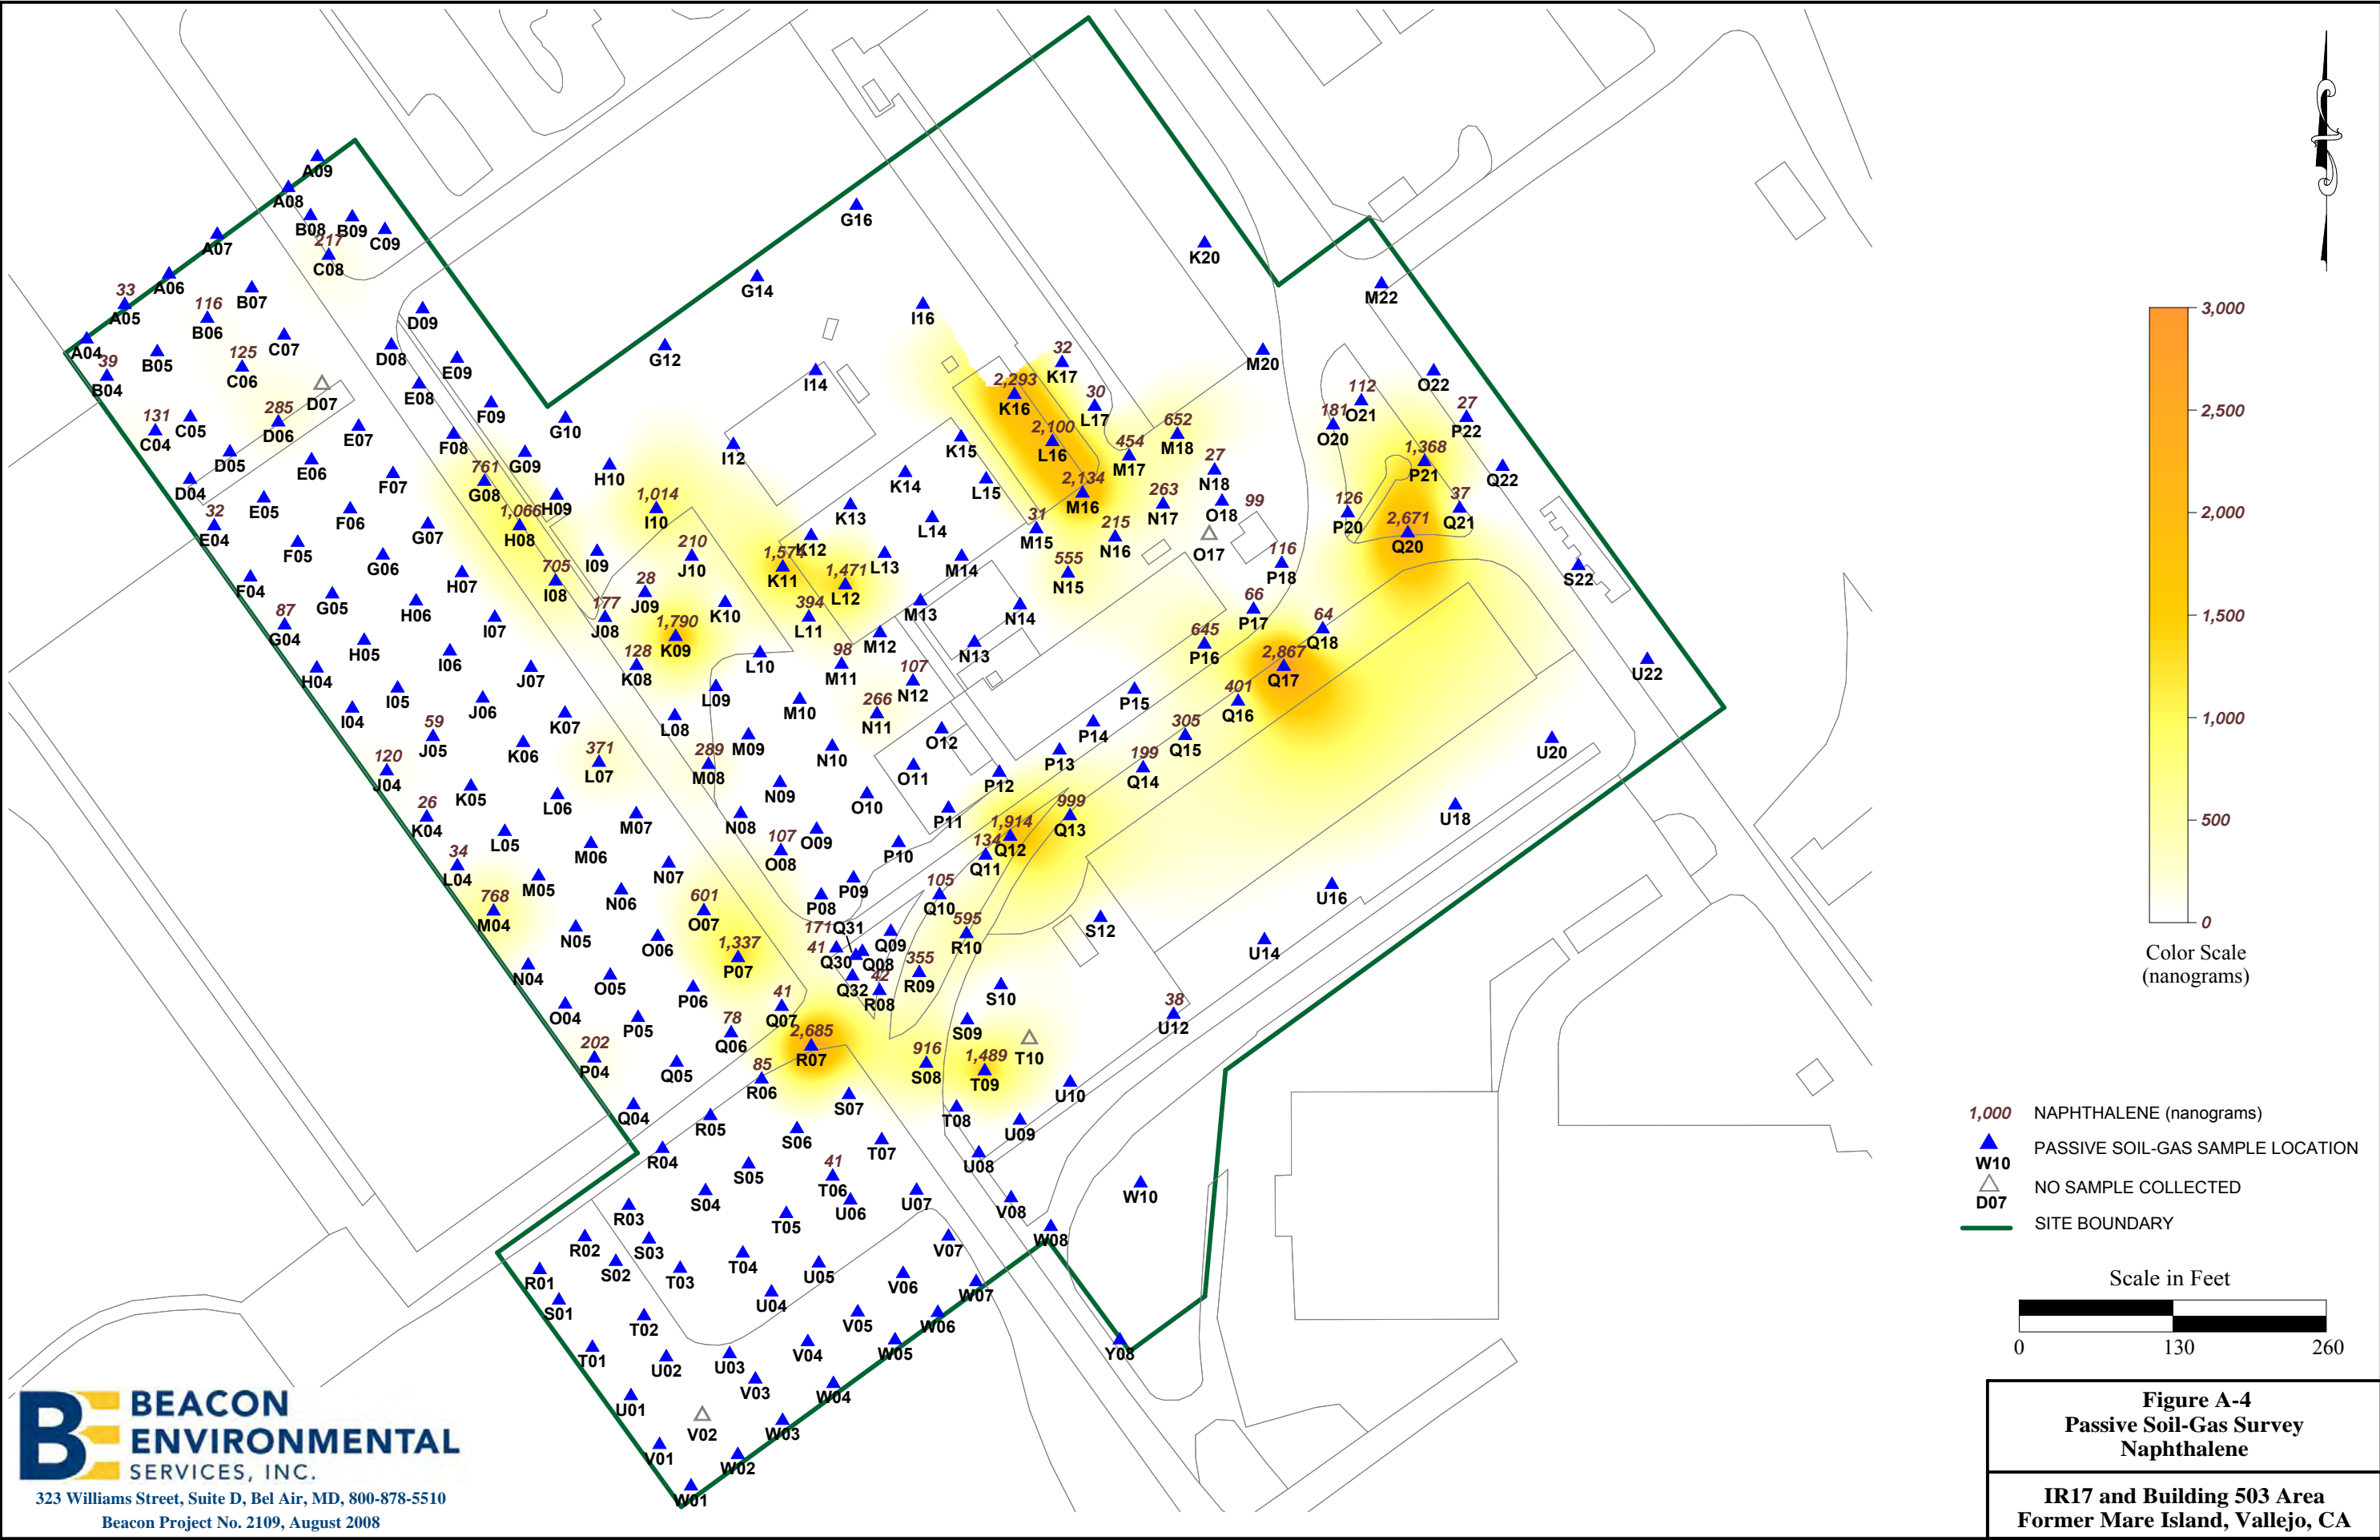 A09
A08
B08
B09
C09
217
C08
A07
A06
33
A05
B07
116
B06
A04
39
B04
B05
C07
125
C06
D07
D09
D08
E09
E08
F09
G10
G12
G14
G16
I16
I14
I12
K20
M22
M20
131
C04
C05
285
D06
E07
D05
D04
E06
E05
32
E04
F08
F07
F06
F05
F04
G09
761
G08
H10
H09
1,066
H08
G07
G06
G05
87
G04
1,014
I10
I09
705
I08
H07
H06
H05
H04
210
J10
28
J09
177
J08
I07
I06
I05
I04
K10
1,790
K09
128
K08
J07
J06
59
J05
120
J04
K12
K13
K14
K15
1,574
K11
1,471
L12
394
L11
L13
L14
L15
L10
L09
L08
K07
K06
K05
26
K04
371
L07
L06
L05
34
L04
32
K17
2,293
K16
30
L17
2,100
L16
652
M18
454
M17
2,134
M16
31
M15
M14
M13
M12
98
M11
M10
M09
289
M08
M07
M06
M05
768
M04
27
N18
263
N17
215
N16
555
N15
N14
N13
107
N12
266
N11
N10
N09
N08
N07
N06
N05
N04
O22
112
O21
181
O20
O18
99
O17
O12
O11
O10
O09
107
O08
601
O07
O06
O05
O04
27
P22
1,368
P21
126
P20
116
P18
66
P17
645
P16
P15
P14
P13
P12
P11
P10
P09
P08
1,337
P07
P06
P05
202
P04
Q22
37
Q21
2,671
Q20
64
Q18
2,867
Q17
401
Q16
305
Q15
199
Q14
999
Q13
1,914
Q12
134
Q11
105
Q10
Q09
Q08
171
Q31
41
Q30
Q32
41
Q07
78
Q06
Q05
Q04
595
R10
355
R09
42
R08
2,685
R07
85
R06
R05
R04
R03
R02
R01
S22
S12
S10
S09
916
S08
S07
S06
S05
S04
S03
S02
S01
T10
1,489
T09
T08
T07
41
T06
T05
T04
T03
T02
T01
U22
U20
U18
U16
U14
38
U12
U10
U09
U08
U07
U06
U05
U04
U03
U02
U01
V08
V07
V06
V05
V04
V03
V02
V01
W10
W08
W07
W06
W05
W04
W03
W02
W01
Y08
3,000
2,500
2,000
1,500
1,000
500
0
Color Scale
(nanograms)
1,000 NAPHTHALENE (nanograms)
W10 PASSIVE SOIL-GAS SAMPLE LOCATION
D07 NO SAMPLE COLLECTED
SITE BOUNDARY
Scale in Feet
0 130 260
Figure A-4
Passive Soil-Gas Survey
Naphthalene
IR17 and Building 503 Area
Former Mare Island, Vallejo, CA
BE
BEACON
ENVIRONMENTAL
SERVICES, INC.
323 Williams Street, Suite D, Bel Air, MD, 800-878-5510
Beacon Project No. 2109, August 2008